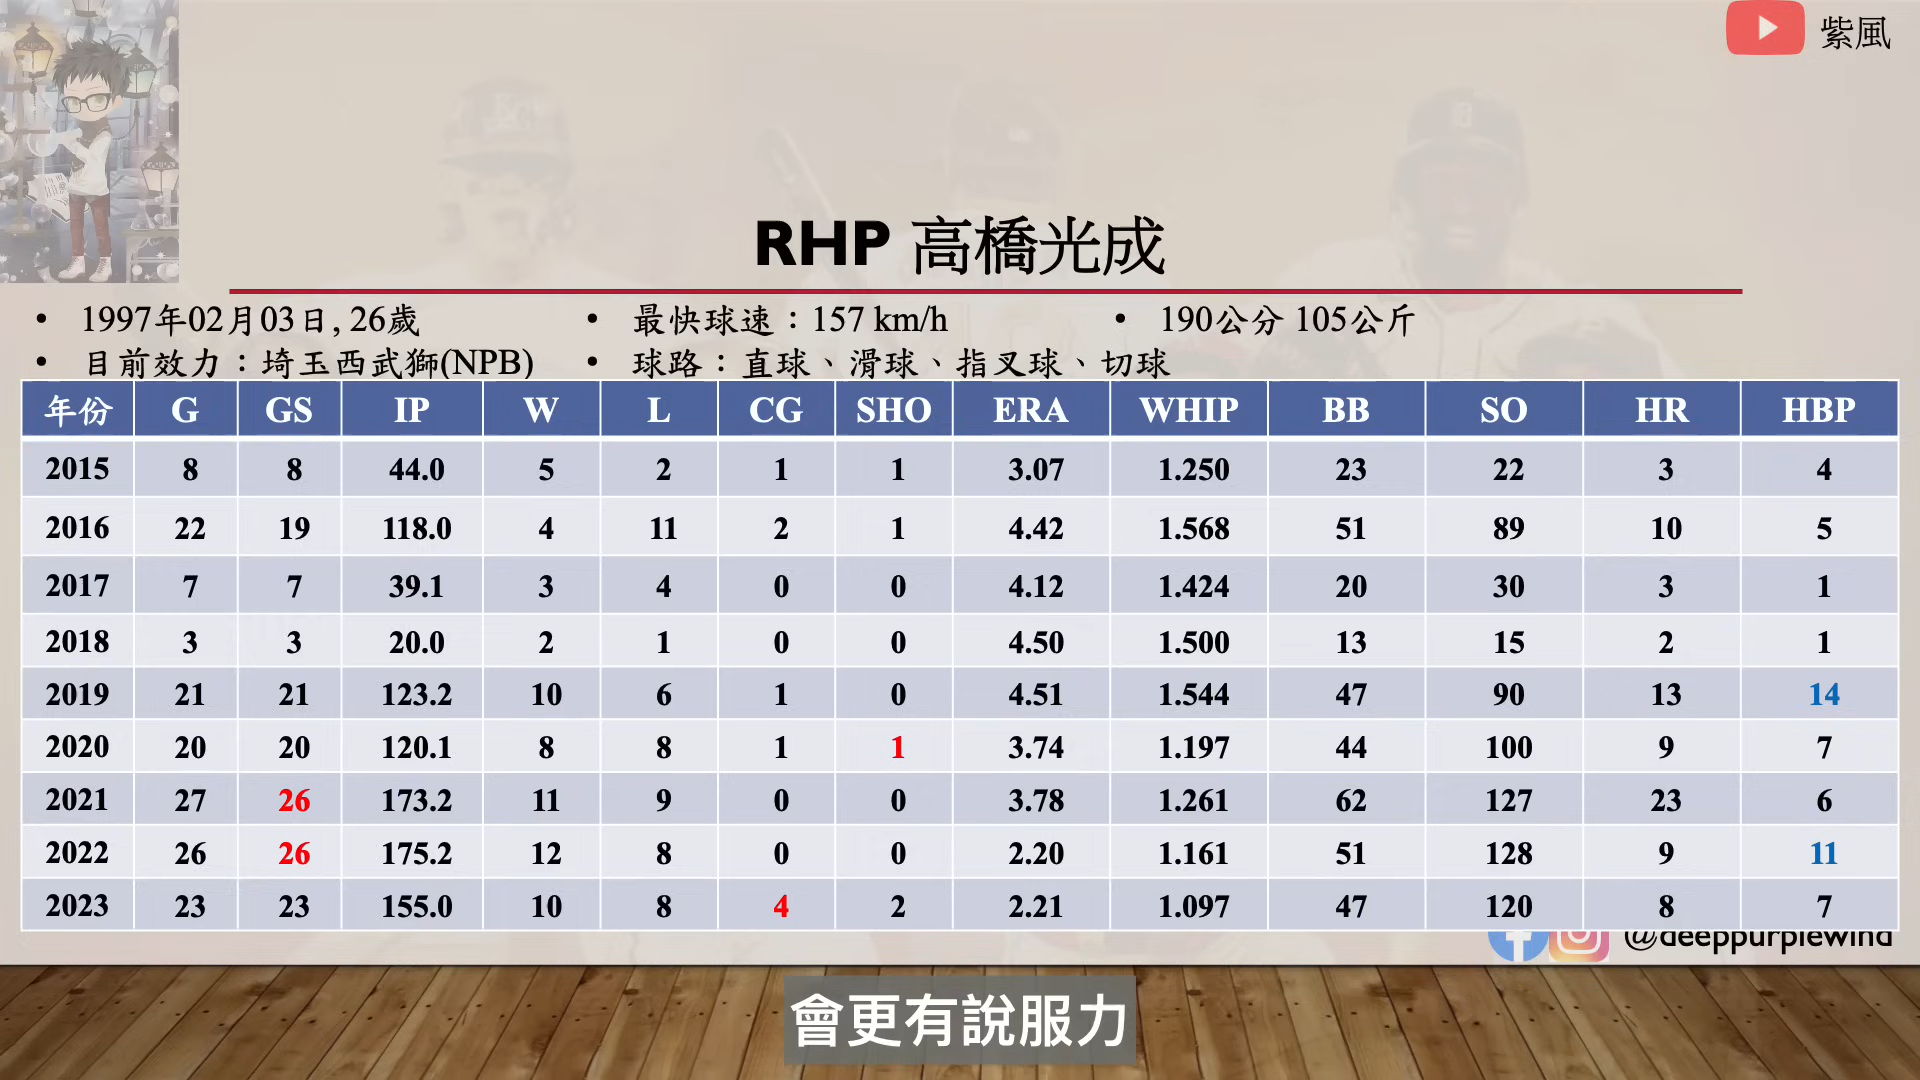 紫風
RHP 高橋光成
• 1997年02月03日, 26歲
• 最快球速：157 km/h
• 190公分 105公斤
• 目前效力：埼玉西武獅(NPB)
• 球路：直球、滑球、指叉球、切球
年份 G GS IP W L CG SHO ERA WHIP BB SO HR HBP
2015 8 8 44.0 5 2 1 1 3.07 1.250 23 22 3 4
2016 22 19 118.0 4 11 2 1 4.42 1.568 51 89 10 5
2017 7 7 39.1 3 4 0 0 4.12 1.424 20 30 3 1
2018 3 3 20.0 2 1 0 0 4.50 1.500 13 15 2 1
2019 21 21 123.2 10 6 1 0 4.51 1.544 47 90 13 14
2020 20 20 120.1 8 8 1 1 3.74 1.197 44 100 9 7
2021 27 26 173.2 11 9 0 0 3.78 1.261 62 127 23 6
2022 26 26 175.2 12 8 0 0 2.20 1.161 51 128 9 11
2023 23 23 155.0 10 8 4 2 2.21 1.097 47 120 8 7
@deeppurplewind
會更有說服力